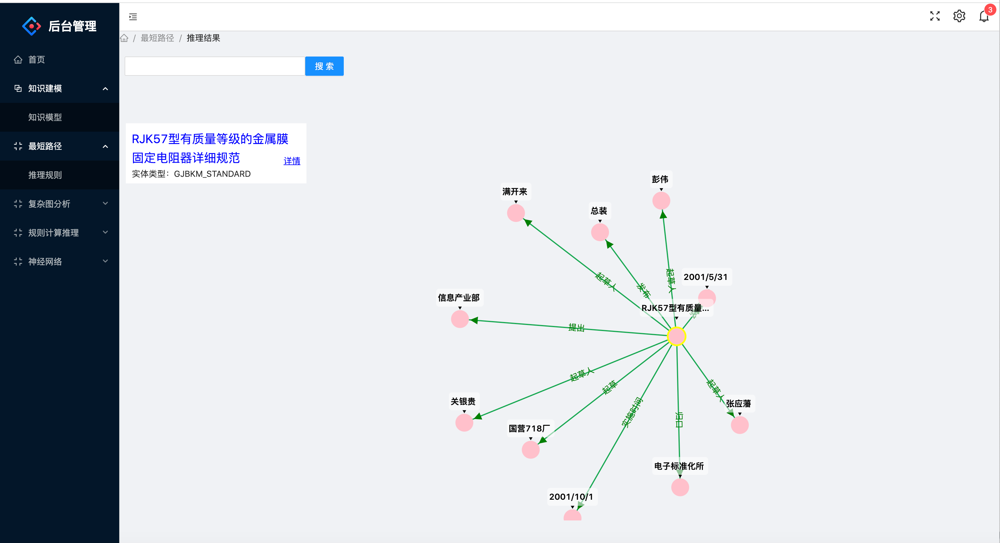 后台管理
3
首页
知识建模
知识模型
最短路径
推理规则
复杂图分析
规则计算推理
神经网络
/ 最短路径 / 推理结果
搜 索
RJK57型有质量等级的金属膜
固定电阻器详细规范
详情
实体类型：GJBKM_STANDARD
彭伟
满开来
总装
起草人
2001/5/31
起草人
发布
信息产业部
RJK57型有质量...
提出
起草人
起草
起草人
关银贵
张应藩
实施时间
归口
国营718厂
电子标准化所
2001/10/1